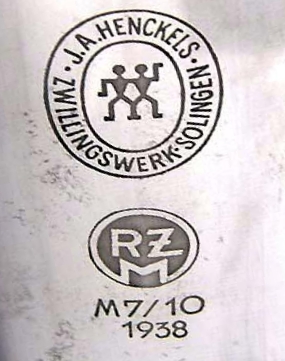 · J.A.HENCKELS ·
ZWILLINGSWERK · SOLINGEN
RZM
M7/10
1938